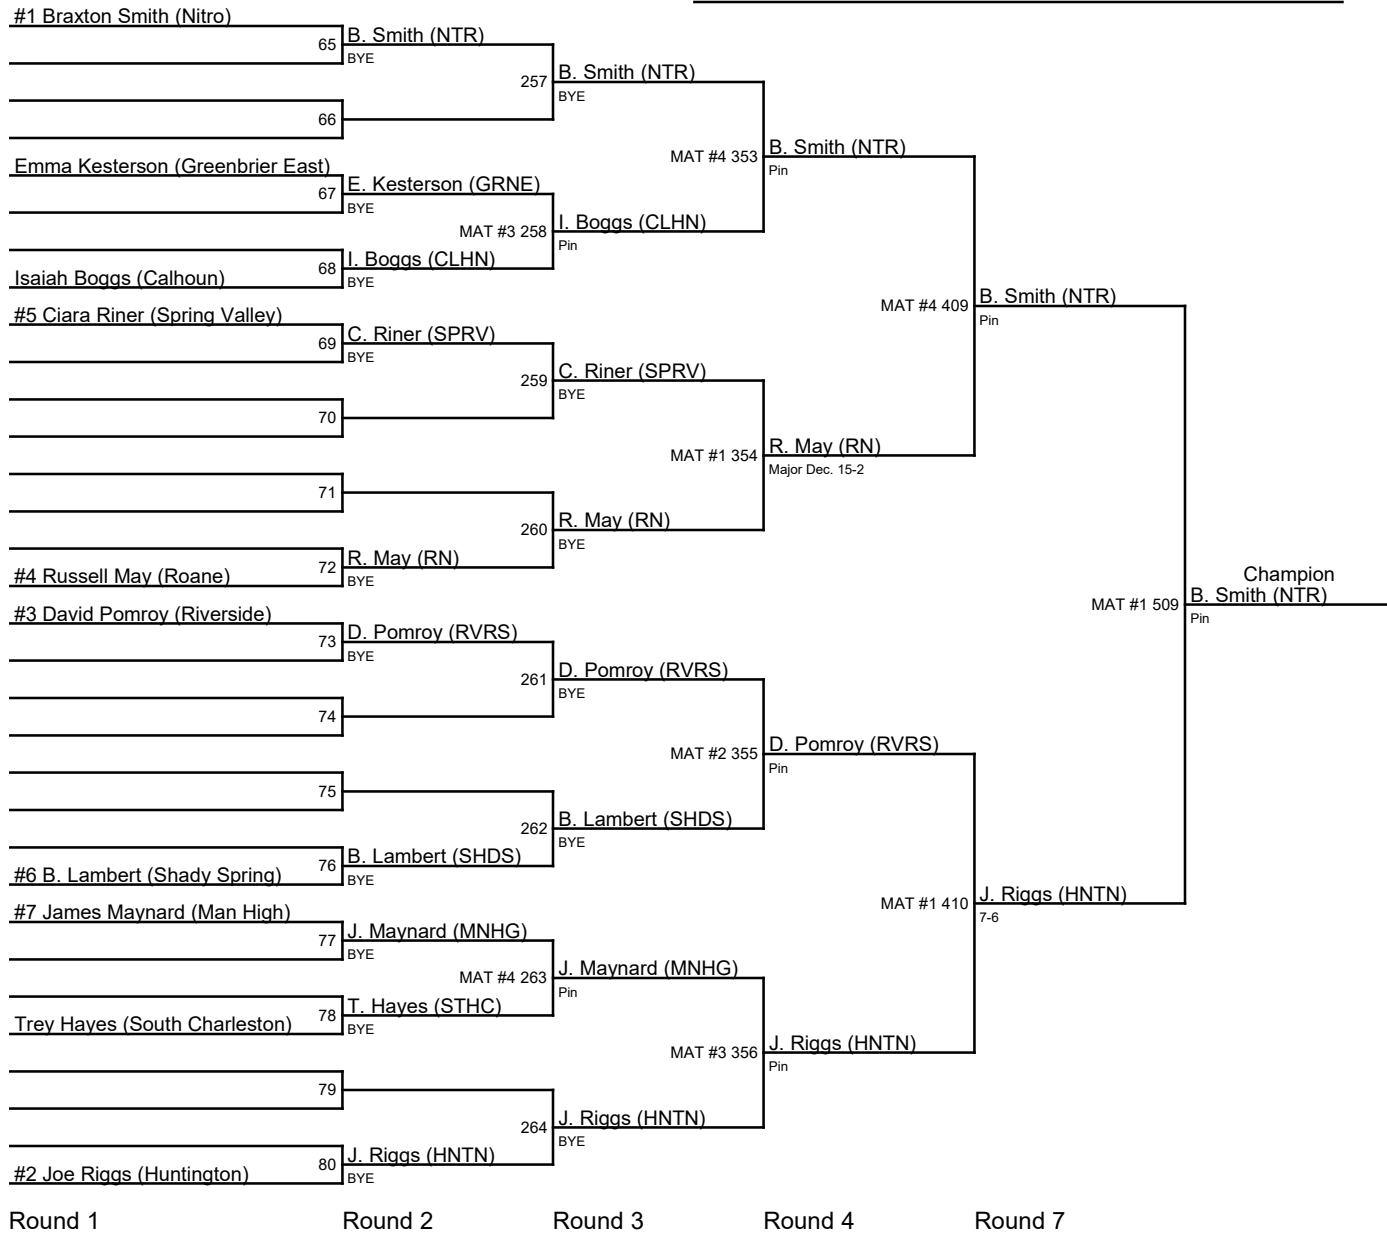 #1 Braxton Smith (Nitro)
65 B. Smith (NTR)
BYE
257 B. Smith (NTR)
BYE
66
MAT #4 353 B. Smith (NTR)
Pin
Emma Kesterson (Greenbrier East)
67 E. Kesterson (GRNE)
BYE
MAT #3 258 I. Boggs (CLHN)
Pin
68 I. Boggs (CLHN)
BYE
Isaiah Boggs (Calhoun)
MAT #4 409 B. Smith (NTR)
Pin
#5 Ciara Riner (Spring Valley)
69 C. Riner (SPRV)
BYE
259 C. Riner (SPRV)
BYE
70
MAT #1 354 R. May (RN)
Major Dec. 15-2
71
260 R. May (RN)
BYE
72 R. May (RN)
BYE
#4 Russell May (Roane)
Champion
MAT #1 509 B. Smith (NTR)
Pin
#3 David Pomroy (Riverside)
73 D. Pomroy (RVRS)
BYE
261 D. Pomroy (RVRS)
BYE
74
MAT #2 355 D. Pomroy (RVRS)
Pin
75
262 B. Lambert (SHDS)
BYE
76 B. Lambert (SHDS)
BYE
#6 B. Lambert (Shady Spring)
MAT #1 410 J. Riggs (HNTN)
7-6
#7 James Maynard (Man High)
77 J. Maynard (MNHG)
BYE
MAT #4 263 J. Maynard (MNHG)
Pin
78 T. Hayes (STHC)
BYE
Trey Hayes (South Charleston)
MAT #3 356 J. Riggs (HNTN)
Pin
79
264 J. Riggs (HNTN)
BYE
80 J. Riggs (HNTN)
BYE
#2 Joe Riggs (Huntington)
Round 1 Round 2 Round 3 Round 4 Round 7